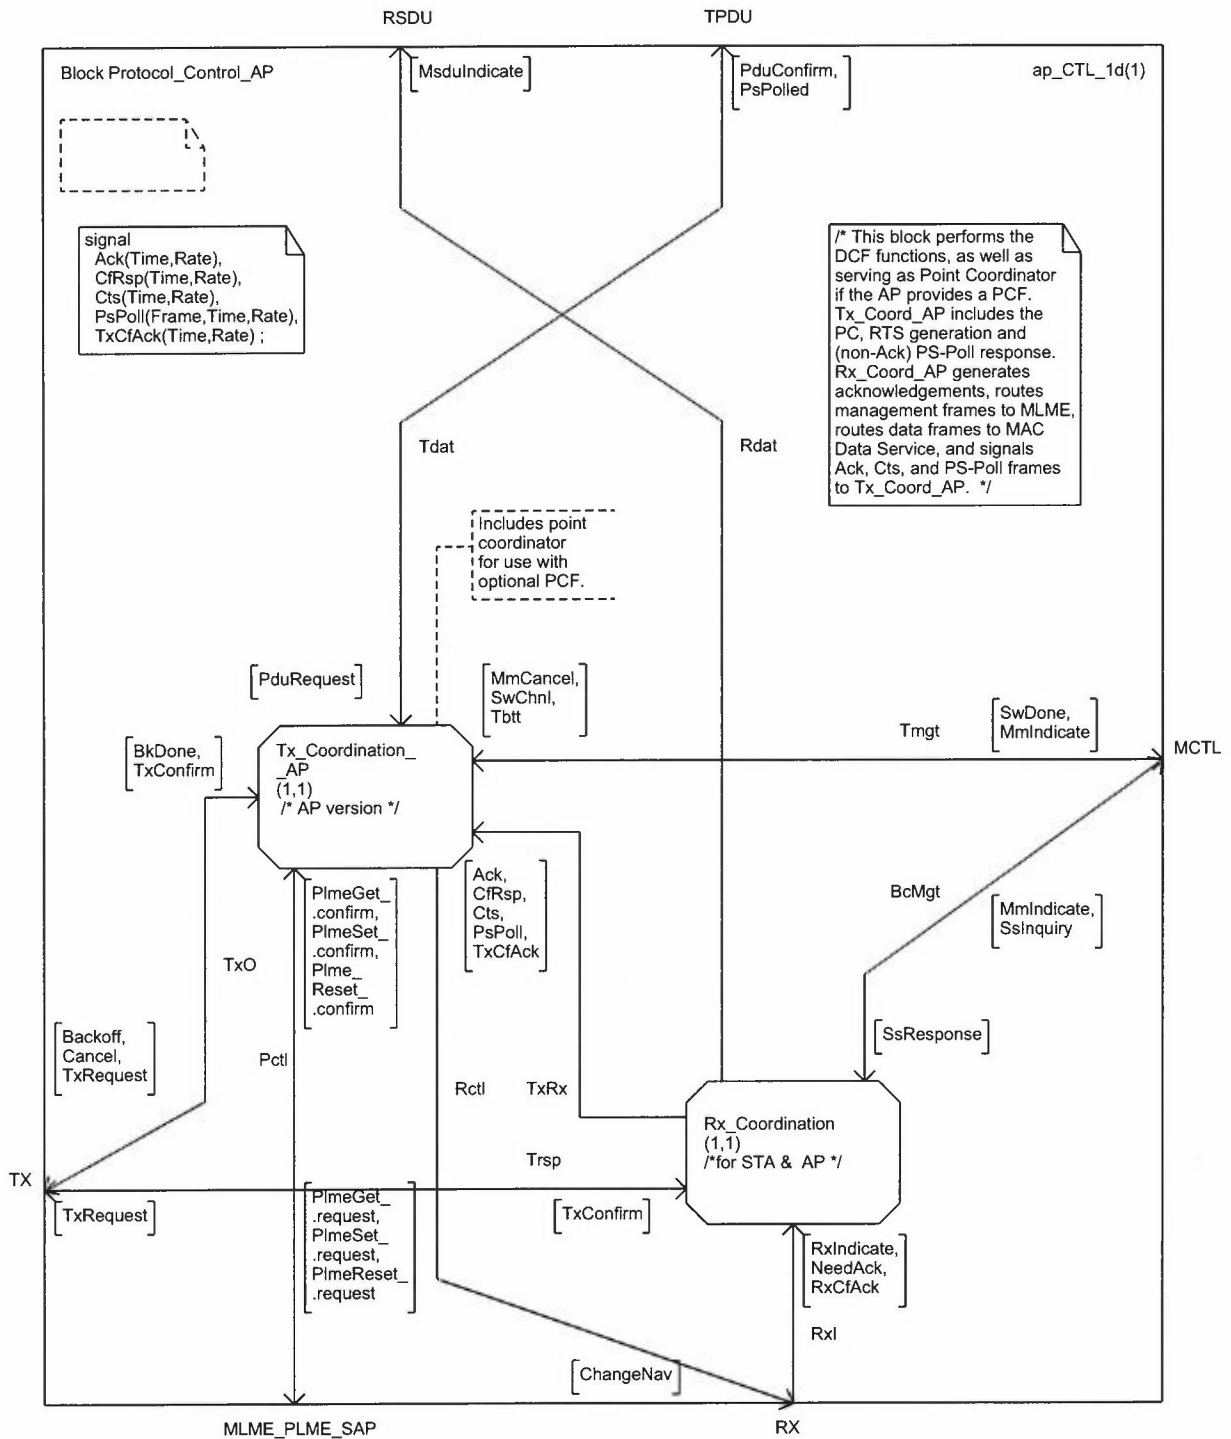 RSDU
TPDU
Block Protocol_Control_AP
MsduIndicate
PduConfirm,
PsPolled
ap_CTL_1d(1)
signal
Ack(Time,Rate),
CfRsp(Time,Rate),
Cts(Time,Rate),
PsPoll(Frame,Time,Rate),
TxCfAck(Time,Rate) ;
/* This block performs the
DCF functions, as well as
serving as Point Coordinator
if the AP provides a PCF.
Tx_Coord_AP includes the
PC, RTS generation and
(non-Ack) PS-Poll response.
Rx_Coord_AP generates
acknowledgements, routes
management frames to MLME,
routes data frames to MAC
Data Service, and signals
Ack, Cts, and PS-Poll frames
to Tx_Coord_AP. */
Tdat
Rdat
Includes point
coordinator
for use with
optional PCF.
PduRequest
MmCancel,
SwChnl,
Tbtt
Tmgt
SwDone,
MmIndicate
MCTL
BkDone,
TxConfirm
Tx_Coordination_
_AP
(1,1)
/* AP version */
PlmeGet_
.confirm,
PlmeSet_
.confirm,
Plme_
Reset_
.confirm
Ack,
CfRsp,
Cts,
PsPoll,
TxCfAck
BcMgt
MmIndicate,
SsInquiry
TxO
Backoff,
Cancel,
TxRequest
Pctl
Rctl
TxRx
SsResponse
Rx_Coordination
(1,1)
/*for STA & AP */
Trsp
TX
TxRequest
PlmeGet_
.request,
PlmeSet_
.request,
PlmeReset_
.request
TxConfirm
RxIndicate,
NeedAck,
RxCfAck
RxI
ChangeNav
MLME_PLME_SAP
RX